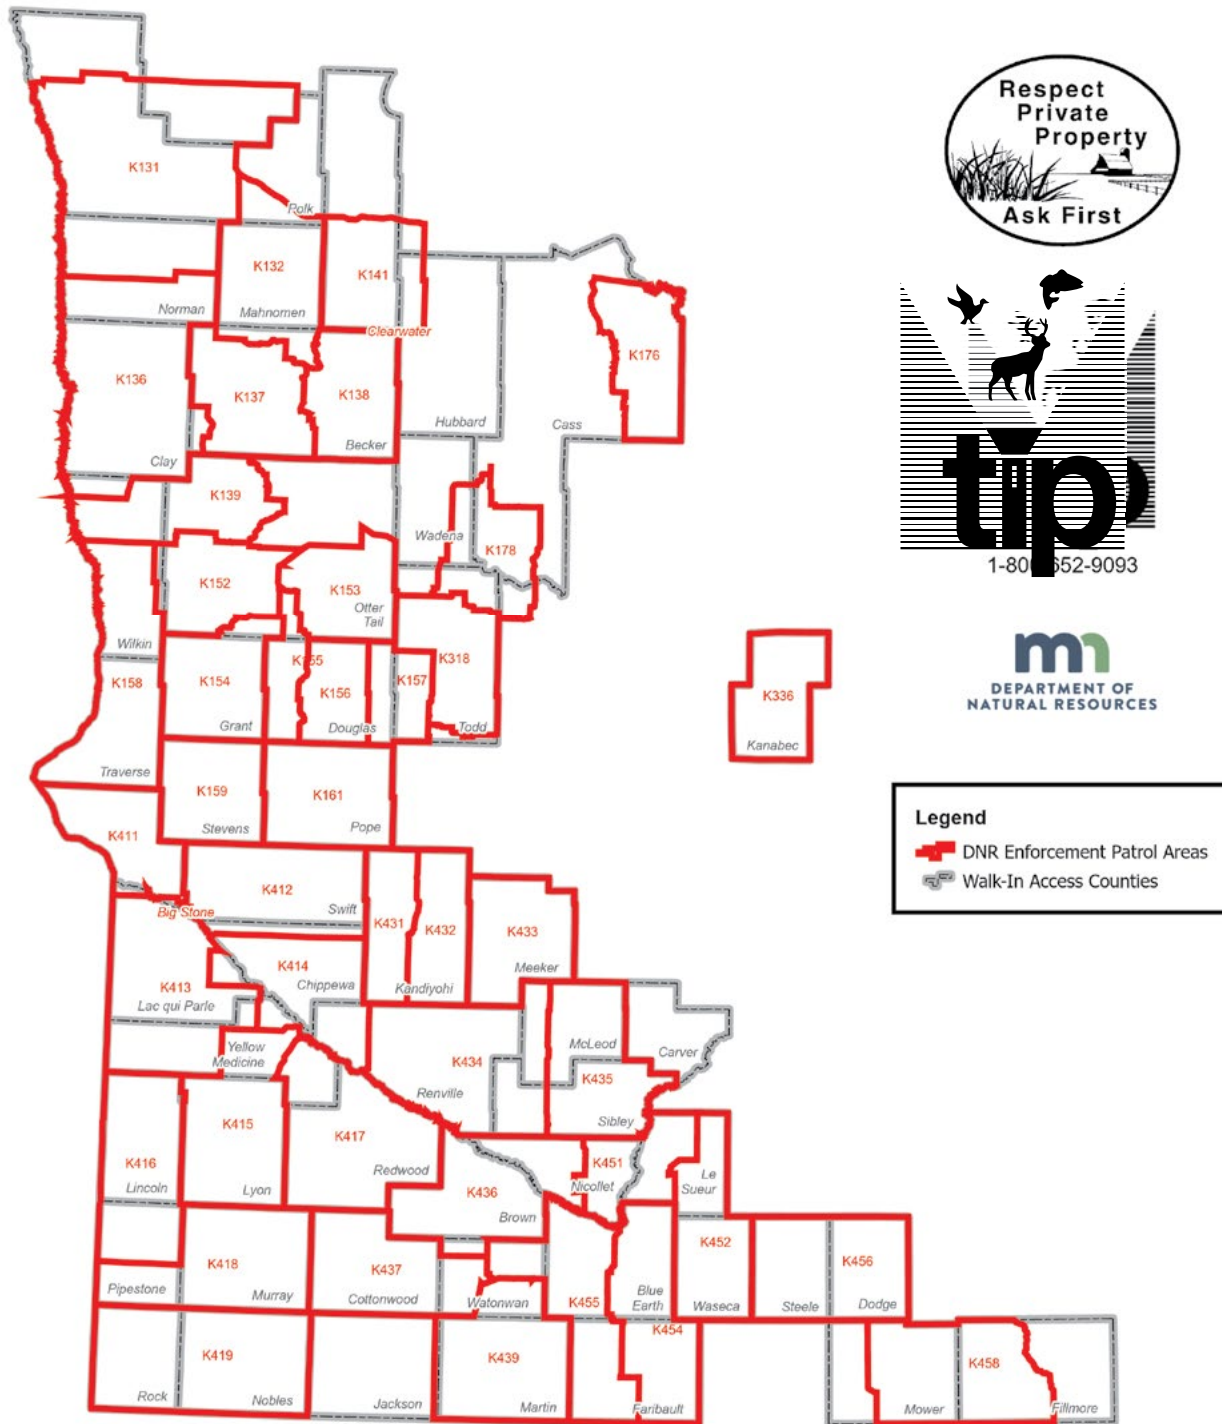 Respect
Private
Property
Ask First
K131
Polk
K132
K141
Norman
Mahnomen
Clearwater
K176
K136
K137
K138
Hubbard
Cass
Becker
Clay
K139
Wadena
K178
tip
1-800-652-9093
K152
K153
Otter
Tail
Wilkin
K155
K318
K158
K154
K156
K157
Grant
Douglas
Todd
K336
Kanabec
mn
DEPARTMENT OF
NATURAL RESOURCES
Traverse
K159
K161
Stevens
Pope
Legend
DNR Enforcement Patrol Areas
Walk-In Access Counties
K411
K412
Swift
Big Stone
K431
K432
K433
Meeker
K414
K413
Chippewa
Kandiyohi
Lac qui Parle
Yellow
Medicine
McLeod
Carver
K434
K435
Renville
Sibley
K415
K417
K416
Redwood
K451
Lincoln
Lyon
K436
Nicollet
Le
Sueur
Brown
K452
K418
K437
K456
Pipestone
Murray
Cottonwood
Watonwan
K455
Blue
Earth
Waseca
Steele
Dodge
K454
K419
K439
K458
Rock
Nobles
Jackson
Martin
Faribault
Mower
Fillmore